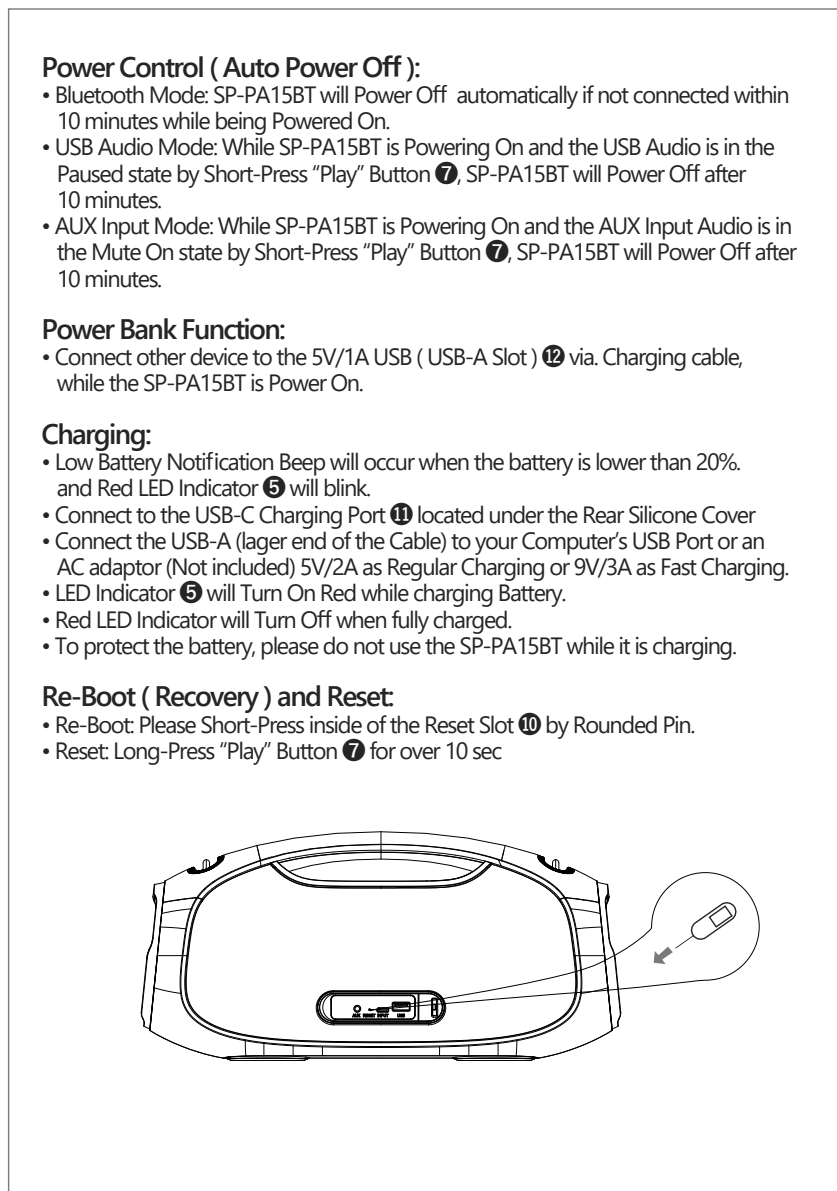 Power Control ( Auto Power Off ):
• Bluetooth Mode: SP-PA15BT will Power Off automatically if not connected within
10 minutes while being Powered On.
• USB Audio Mode: While SP-PA15BT is Powering On and the USB Audio is in the
Paused state by Short-Press “Play” Button ❼, SP-PA15BT will Power Off after
10 minutes.
• AUX Input Mode: While SP-PA15BT is Powering On and the AUX Input Audio is in
the Mute On state by Short-Press “Play” Button ❼, SP-PA15BT will Power Off after
10 minutes.
Power Bank Function:
• Connect other device to the 5V/1A USB ( USB-A Slot ) ⓬ via. Charging cable,
while the SP-PA15BT is Power On.
Charging:
• Low Battery Notification Beep will occur when the battery is lower than 20%.
and Red LED Indicator ❺ will blink.
• Connect to the USB-C Charging Port ⓫ located under the Rear Silicone Cover
• Connect the USB-A (lager end of the Cable) to your Computer’s USB Port or an
AC adaptor (Not included) 5V/2A as Regular Charging or 9V/3A as Fast Charging.
• LED Indicator ❺ will Turn On Red while charging Battery.
• Red LED Indicator will Turn Off when fully charged.
• To protect the battery, please do not use the SP-PA15BT while it is charging.
Re-Boot ( Recovery ) and Reset:
• Re-Boot: Please Short-Press inside of the Reset Slot ❿ by Rounded Pin.
• Reset: Long-Press “Play” Button ❼ for over 10 sec
AUX RESET INPUT USB